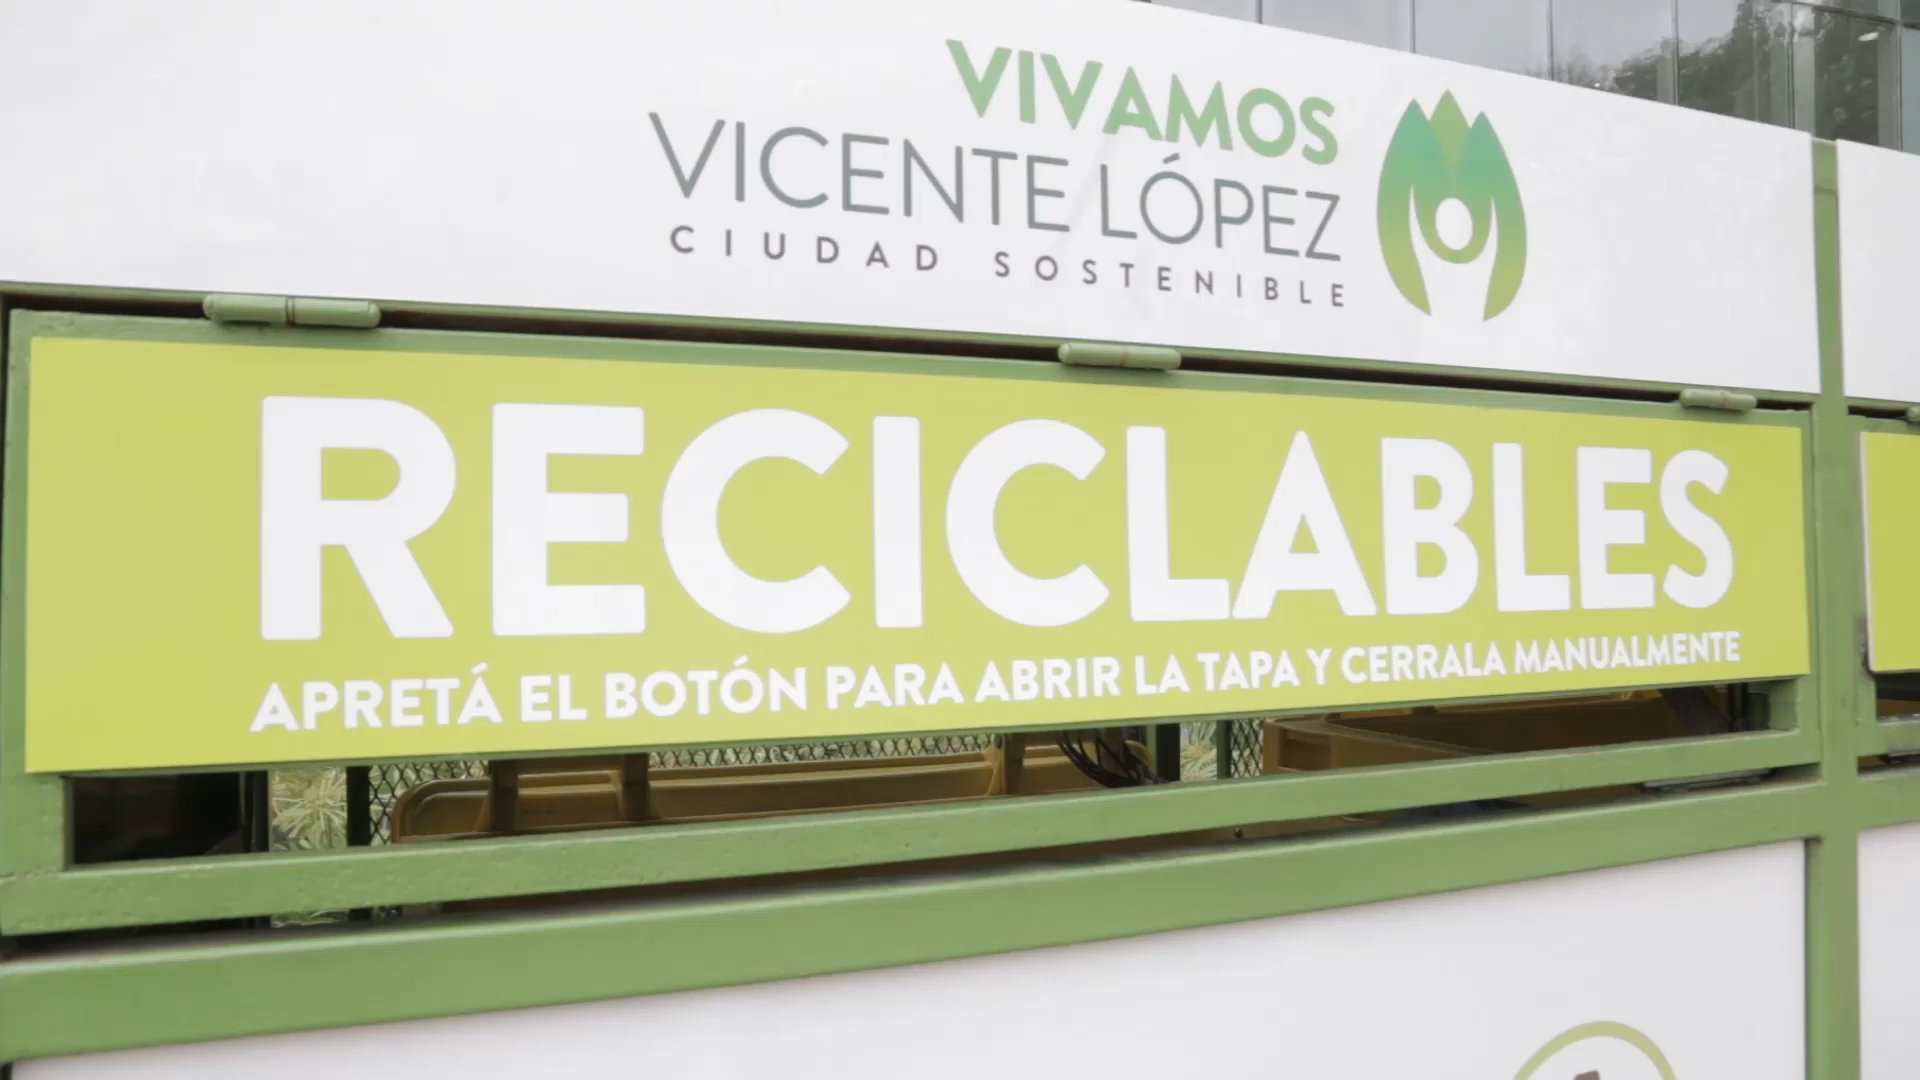 VIVAMOS
VICENTE LÓPEZ
CIUDAD SOSTENIBLE
RECICLABLES
APRETÁ EL BOTÓN PARA ABRIR LA TAPA Y CERRALA MANUALMENTE